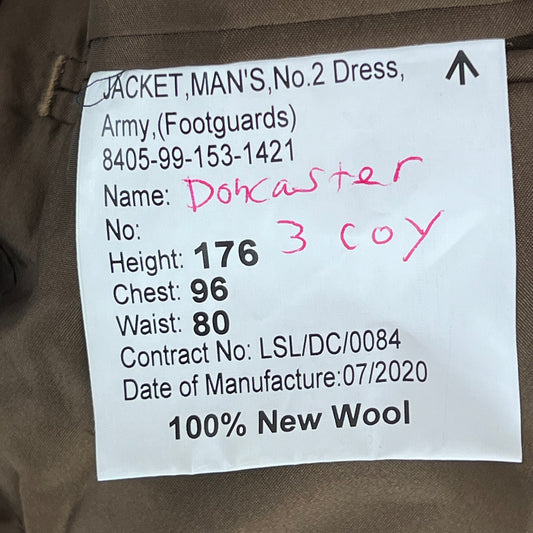 JACKET,MAN'S,No.2 Dress,
Army,(Footguards)
8405-99-153-1421
Name: Doncaster
No: 3 coy
Height: 176
Chest: 96
Waist: 80
Contract No: LSL/DC/0084
Date of Manufacture:07/2020
100% New Wool